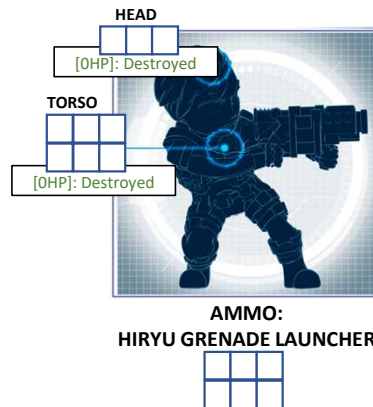 HEAD
[0HP]: Destroyed
TORSO
[0HP]: Destroyed
AMMO:
HIRYU GRENADE LAUNCHER